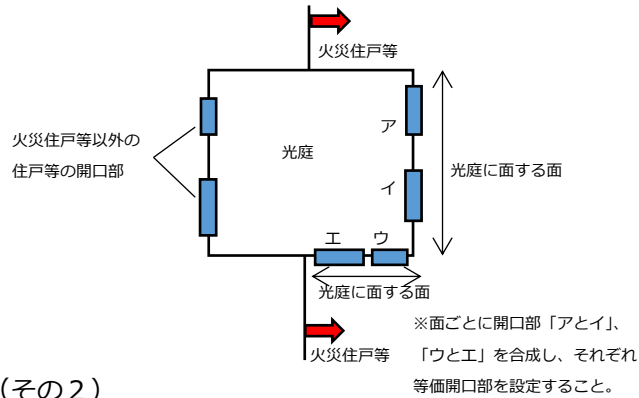 火災住戸等
火災住戸等以外の
住戸等の開口部
光庭
ア
イ
光庭に面する面
エ
ウ
光庭に面する面
火災住戸等
※面ごとに開口部「アとイ」、
「ウとエ」を合成し、それぞれ
等価開口部を設定すること。
（その２）